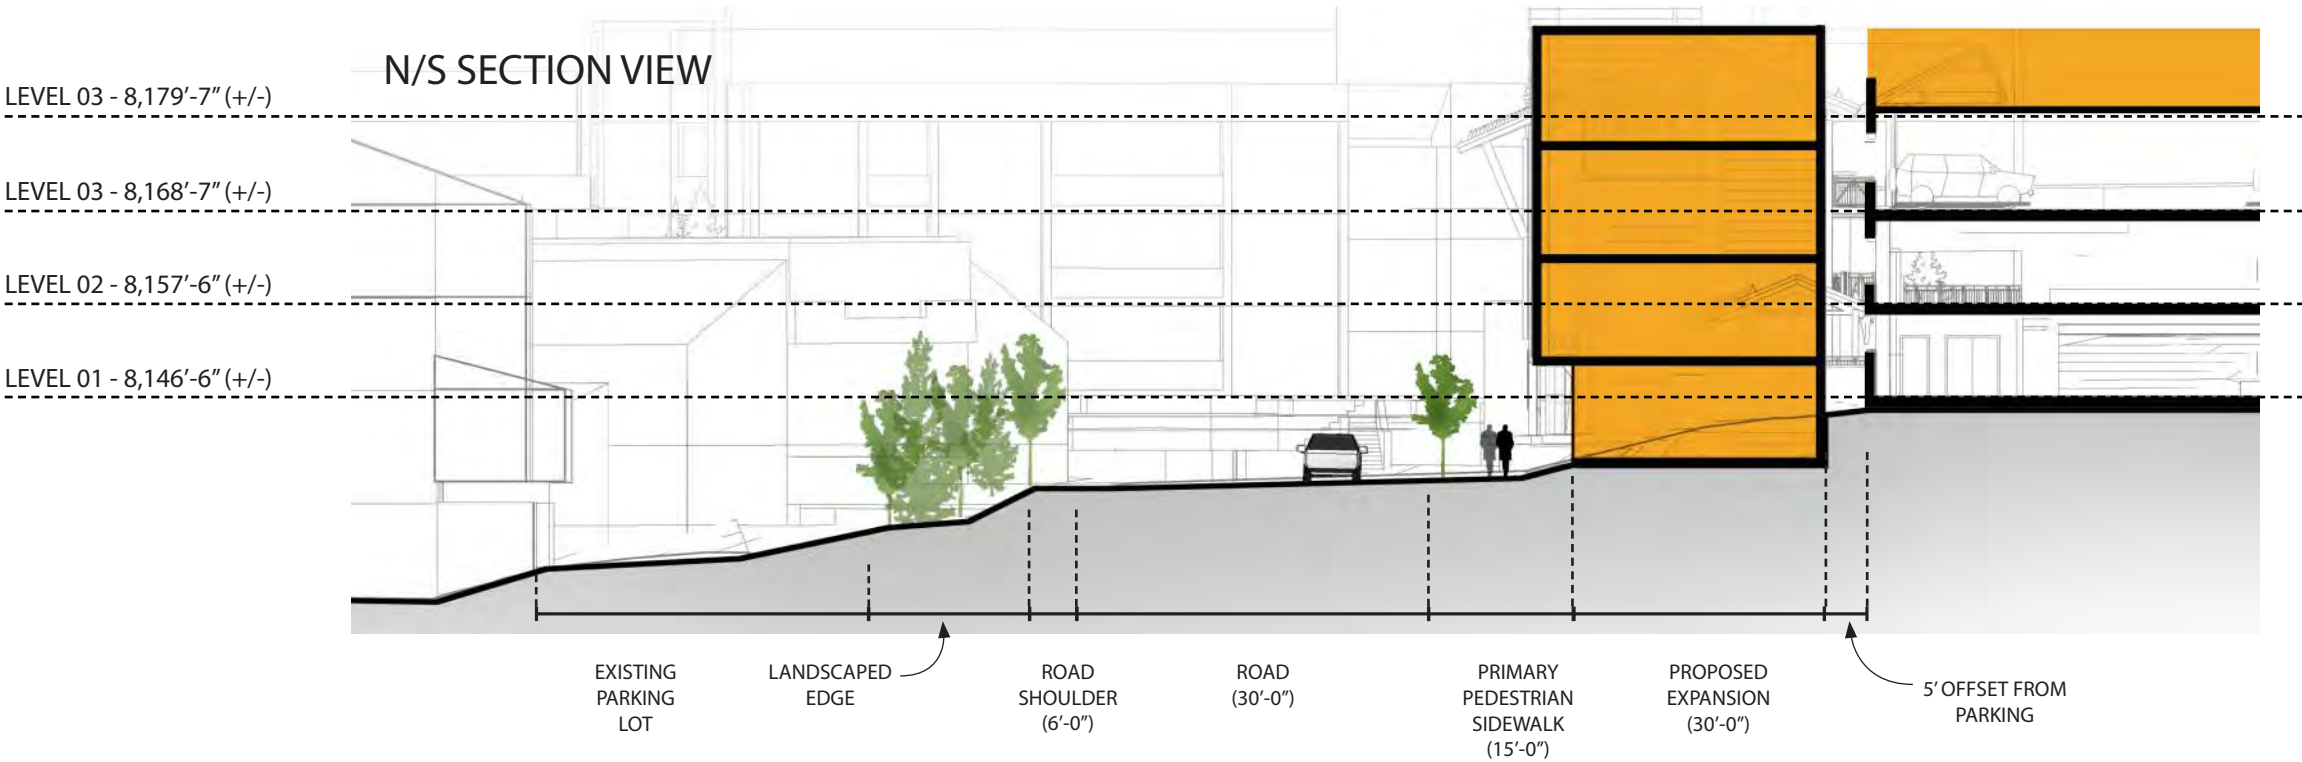 N/S SECTION VIEW
LEVEL 03 - 8,179’-7” (+/-)
LEVEL 03 - 8,168’-7” (+/-)
LEVEL 02 - 8,157’-6” (+/-)
LEVEL 01 - 8,146’-6” (+/-)
EXISTING
PARKING
LOT
LANDSCAPED
EDGE
ROAD
SHOULDER
(6’-0”)
ROAD
(30’-0”)
PRIMARY
PEDESTRIAN
SIDEWALK
(15’-0”)
PROPOSED
EXPANSION
(30’-0”)
5’ OFFSET FROM
PARKING